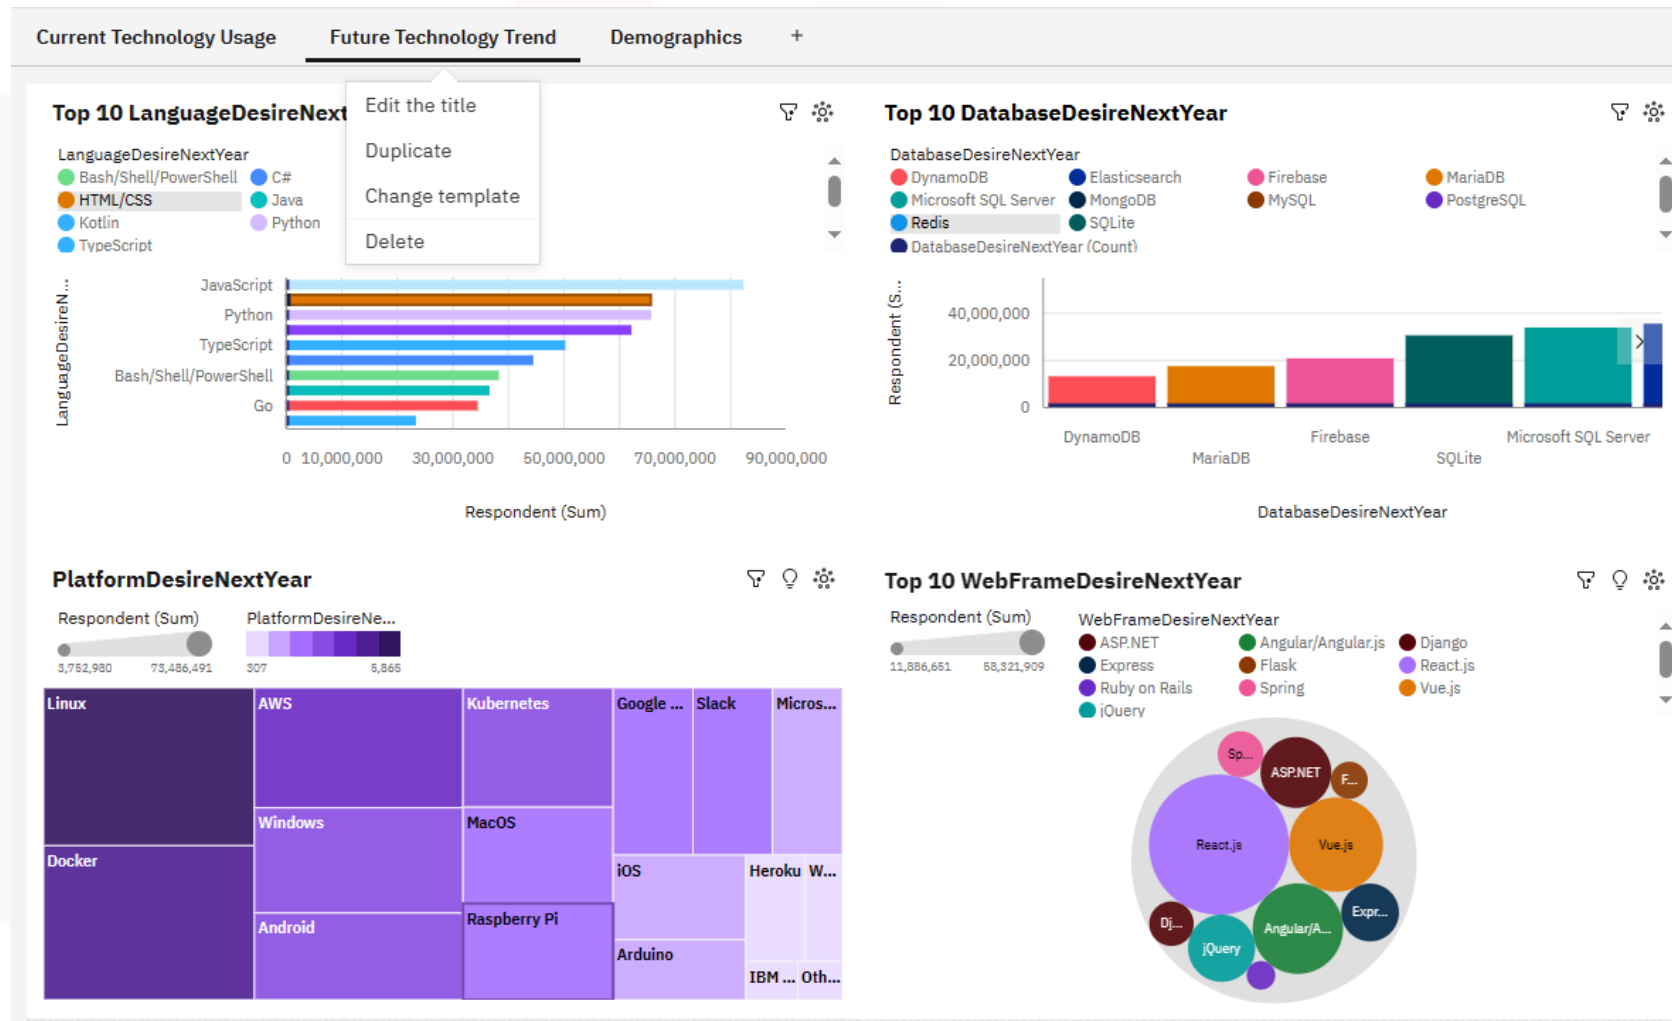 Current Technology Usage Future Technology Trend Demographics +
Edit the title
Duplicate
Change template
Delete
Top 10 LanguageDesireNext
LanguageDesireNextYear
Bash/Shell/PowerShell C#
HTML/CSS Java
Kotlin Python
TypeScript
LanguageDesireN...
JavaScript
Python
TypeScript
Bash/Shell/PowerShell
Go
0 10,000,000 30,000,000 50,000,000 70,000,000 90,000,000
Respondent (Sum)
Top 10 DatabaseDesireNextYear
DatabaseDesireNextYear
DynamoDB Elasticsearch Firebase MariaDB
Microsoft SQL Server MongoDB MySQL PostgreSQL
Redis SQLite
DatabaseDesireNextYear (Count)
Respondent (S...
40,000,000
20,000,000
0
DynamoDB Firebase Microsoft SQL Server
MariaDB SQLite
DatabaseDesireNextYear
PlatformDesireNextYear
Respondent (Sum) PlatformDesireNe...
3,752,980 73,486,491 307 5,865
Linux AWS Kubernetes Google ... Slack Micros...
Windows MacOS
Docker iOS Heroku W...
Android Raspberry Pi
Arduino
IBM ... Oth...
Top 10 WebFrameDesireNextYear
Respondent (Sum) WebFrameDesireNextYear
11,886,651 58,321,909
ASP.NET Angular/Angular.js Django
Express Flask React.js
Ruby on Rails Spring Vue.js
jQuery
Sp... ASP.NET F...
React.js Vue.js
Dj... jQuery Angular/A... Expr...